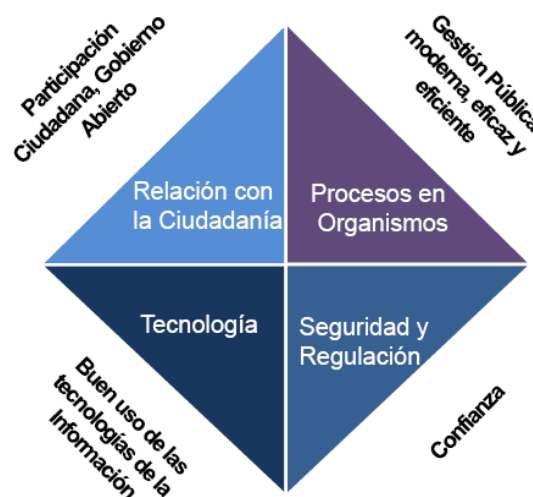 Participación
Ciudadana, Gobierno
Abierto
Gestión Pública
moderna, eficaz y
eficiente
Relación con
la Ciudadanía
Procesos en
Organismos
Tecnología
Seguridad y
Regulación
Buen uso de las
tecnologías de la
Información
Confianza